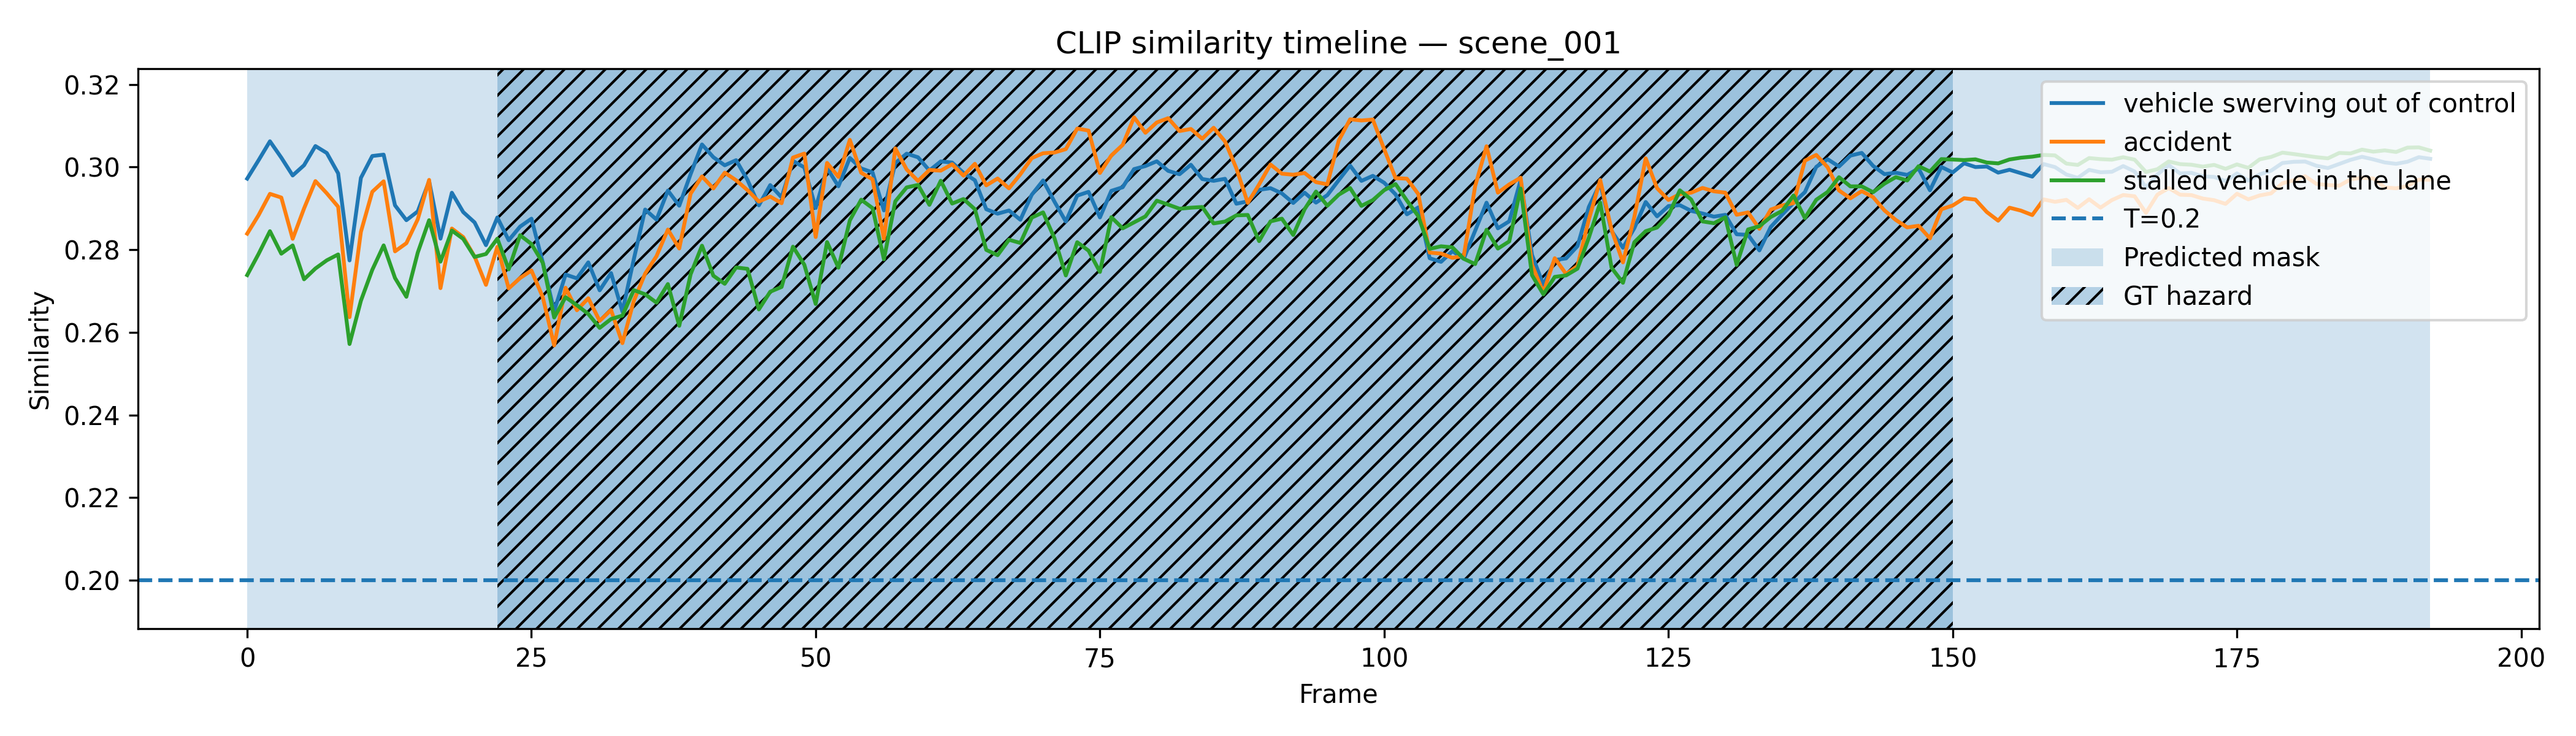 CLIP similarity timeline — scene_001
Similarity
0.32
0.30
0.28
0.26
0.24
0.22
0.20
vehicle swerving out of control
accident
stalled vehicle in the lane
T=0.2
Predicted mask
GT hazard
0
25
50
75
100
125
150
175
200
Frame